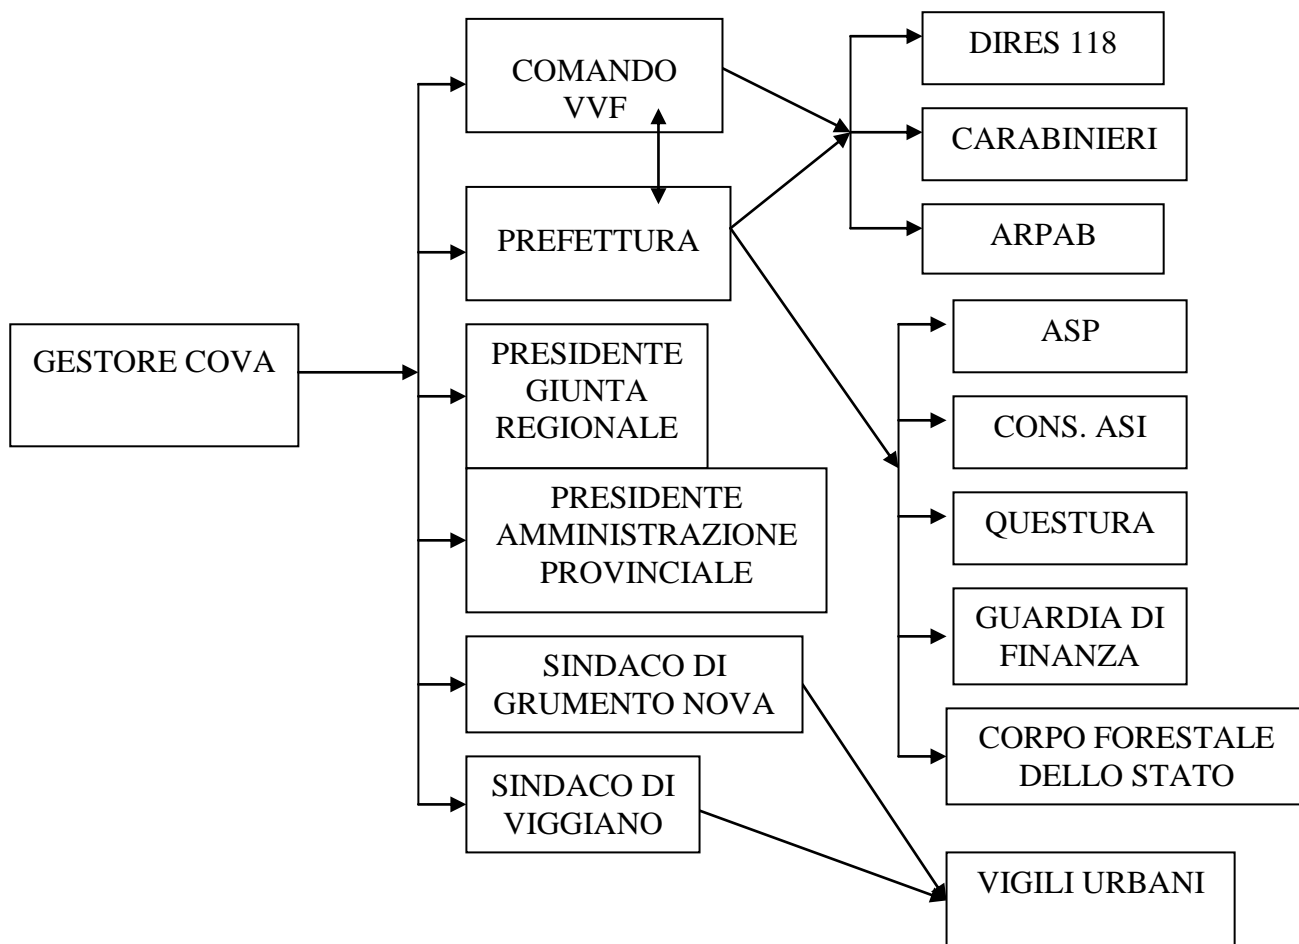 GESTORE COVA
COMANDO
VVF
PREFETTURA
PRESIDENTE
GIUNTA
REGIONALE
PRESIDENTE
AMMINISTRAZIONE
PROVINCIALE
SINDACO DI
GRUMENTO NOVA
SINDACO DI
VIGGIANO
DIRES 118
CARABINIERI
ARPAB
ASP
CONS. ASI
QUESTURA
GUARDIA DI
FINANZA
CORPO FORESTALE
DELLO STATO
VIGILI URBANI